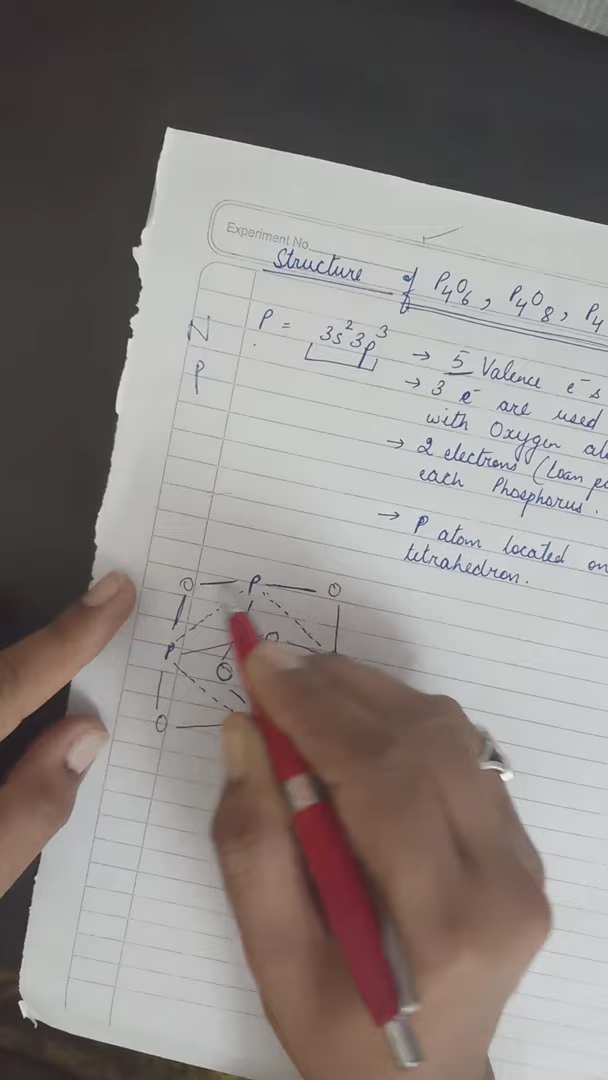 Experiment No
Structure of P4O6, P4O8, P4
N P = 3s² 3p³ → 5 Valence e⁻s
P → 3 e⁻ are used
with Oxygen
→ 2 electrons (Loan
each Phosphorus.
→ P atom located on
tetrahedron.
O P O
O
P O
O